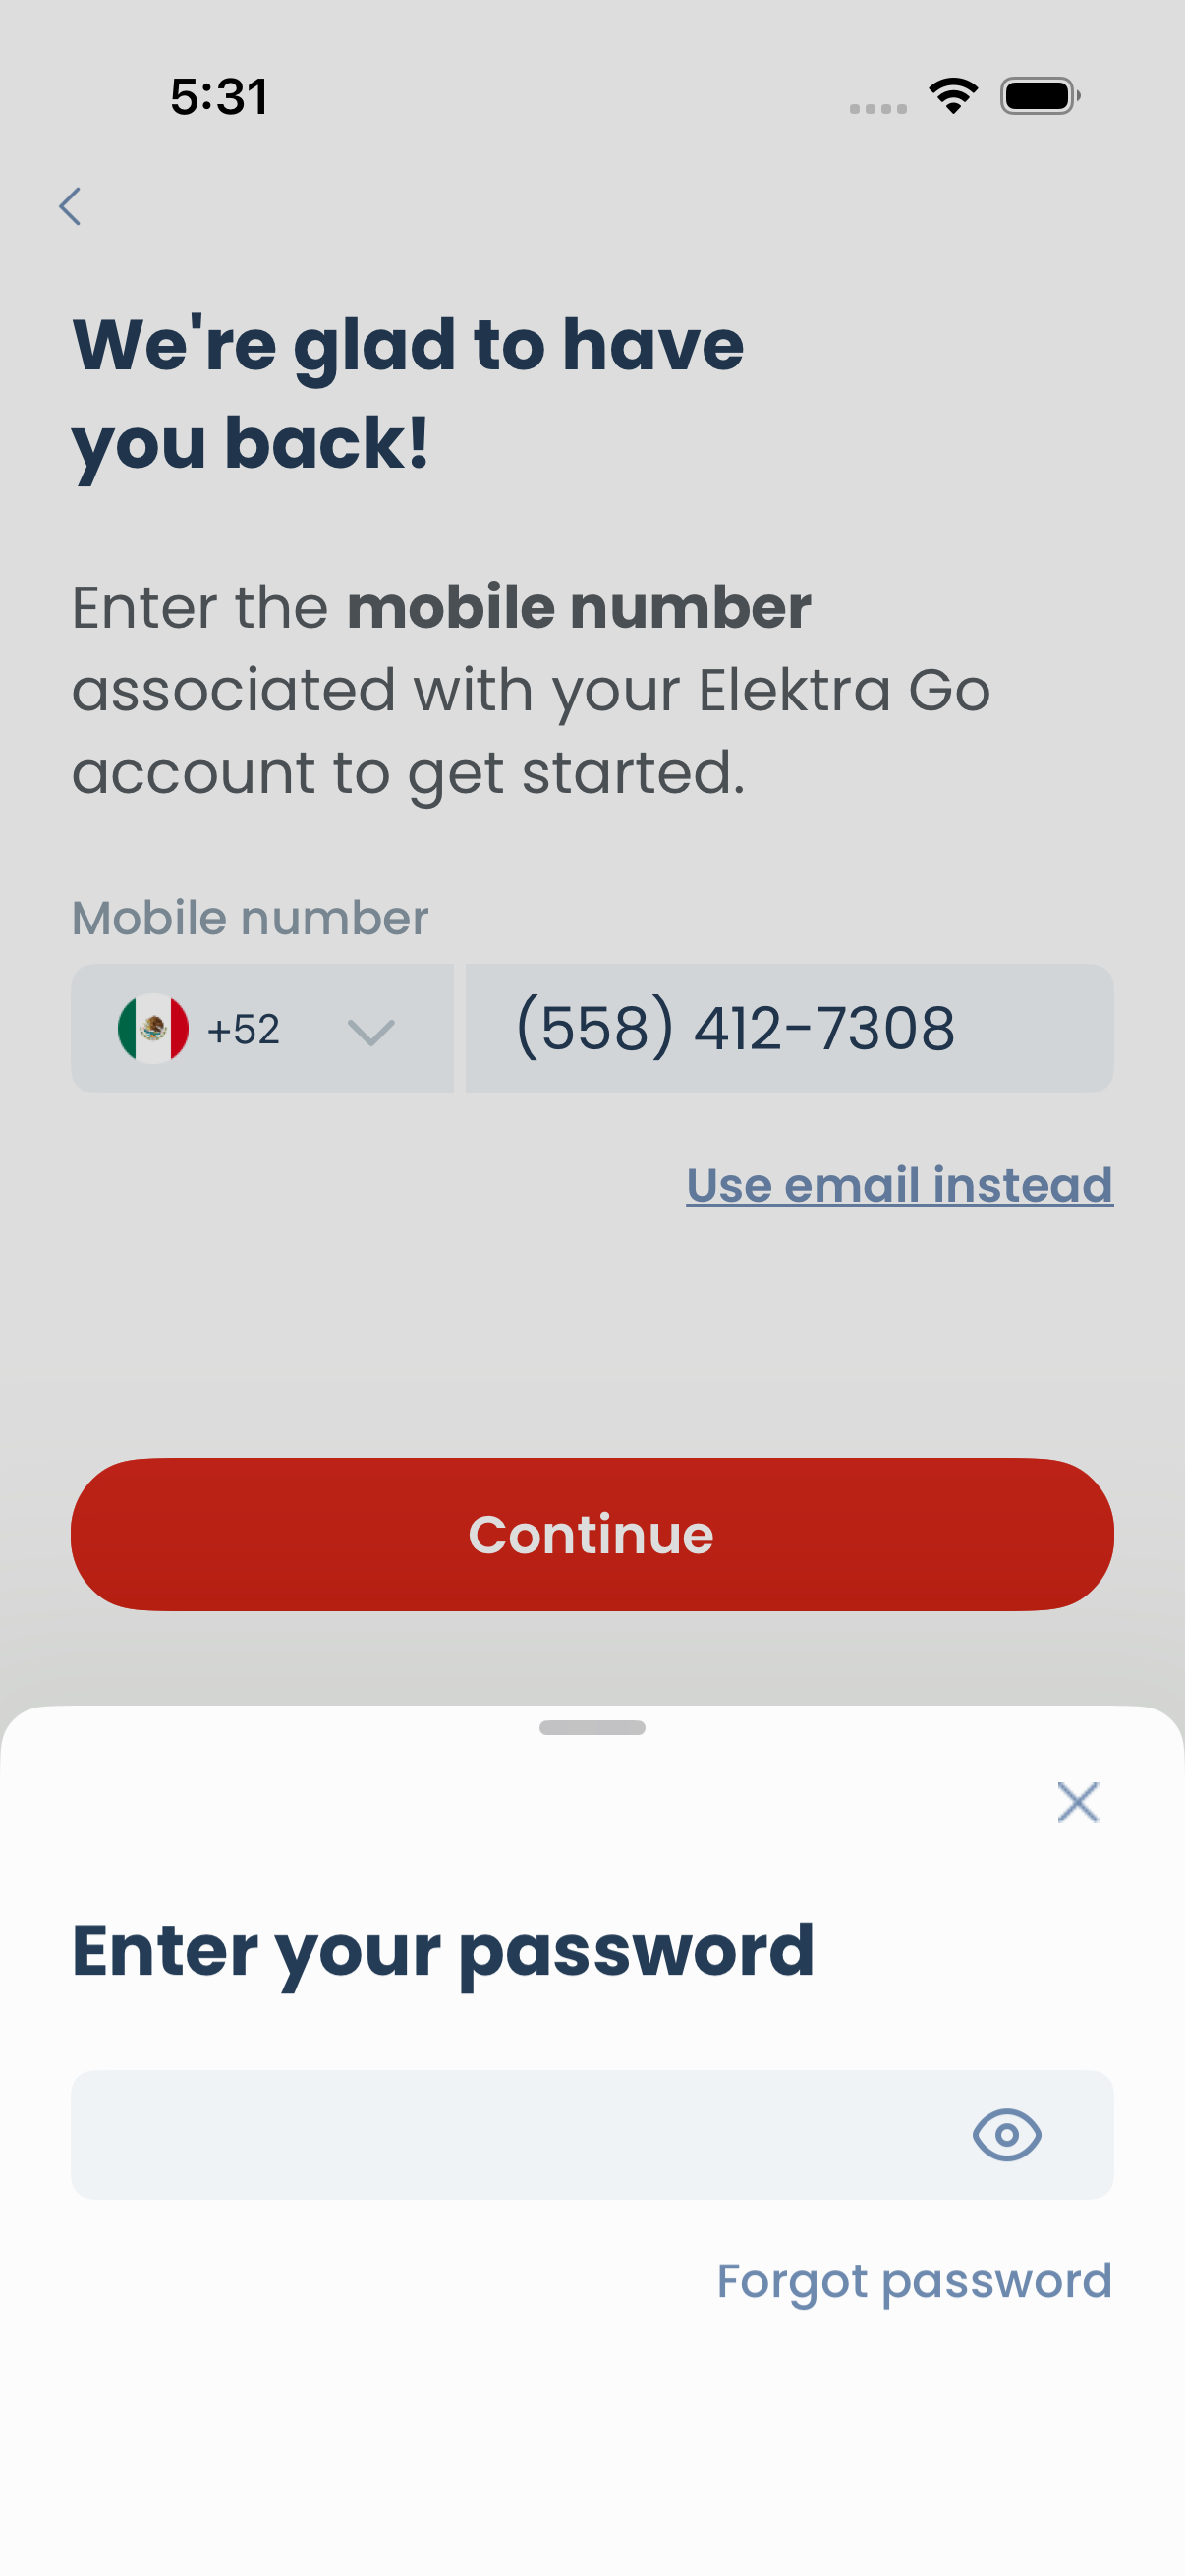 5:31
We're glad to have
you back!
Enter the mobile number
associated with your Elektra Go
account to get started.
Mobile number
+52
(558) 412-7308
Use email instead
Continue
Enter your password
Forgot password